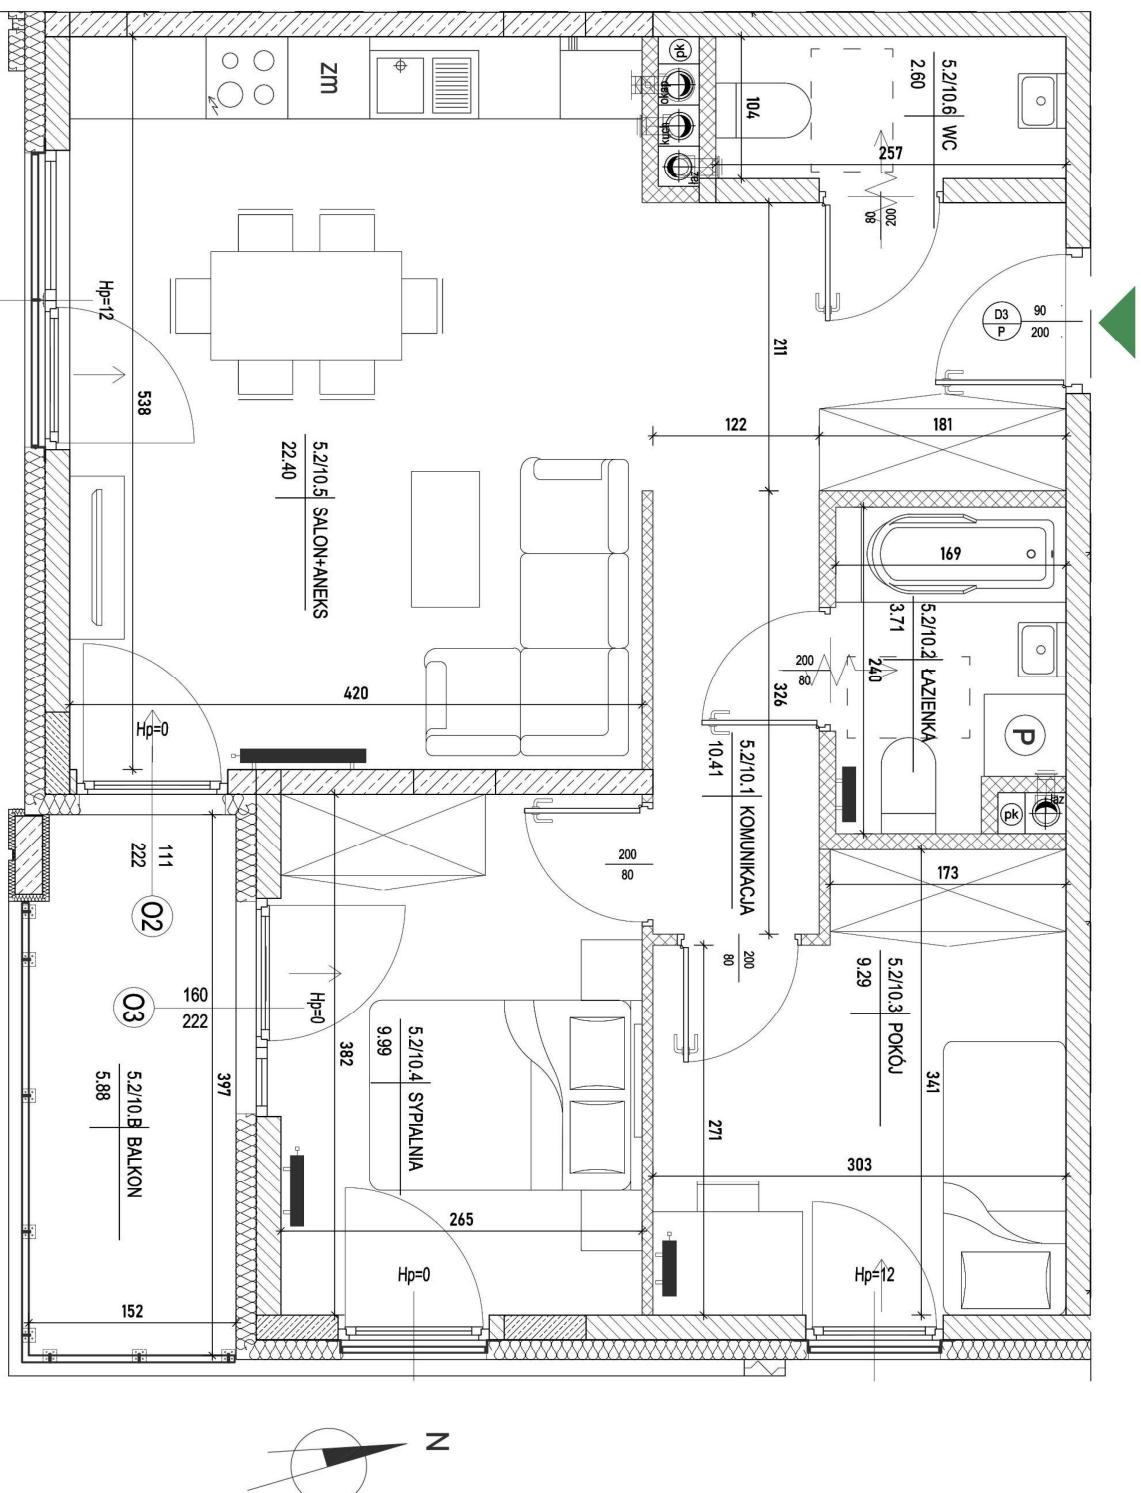 zm
pk
okap
kuch
łaz
104
5.2/10.6 WC
2.60
257
200
80
D3
P
90
200
Hp=12
538
211
122
181
5.2/10.5 SALON+ANEKS
22.40
169
5.2/10.2 ŁAZIENKA
3.71
240
200
80
326
420
Hp=0
P
łaz
pk
5.2/10.1 KOMUNIKACJA
10.41
111
222
O2
200
80
173
200
80
5.2/10.3 POKÓJ
9.29
O3
160
222
Hp=0
382
5.2/10.4 SYPIALNIA
9.99
341
5.2/10.B BALKON
5.88
397
271
303
265
Hp=0
Hp=12
152
N